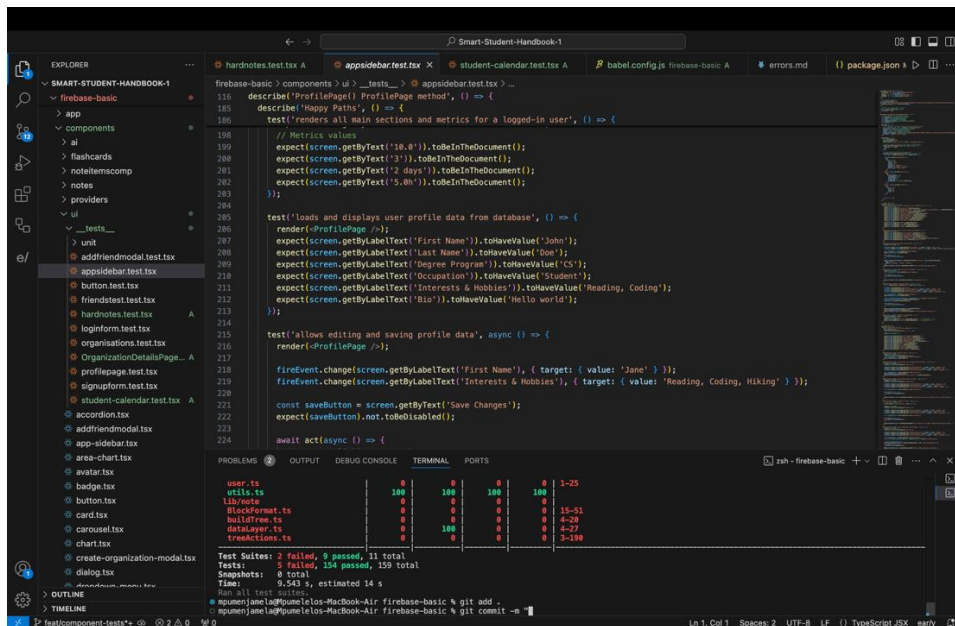 Smart-Student-Handbook-1
EXPLORER
hardnotes.test.tsx A
appsidebar.test.tsx
student-calendar.test.tsx A
babel.config.js firebase-basic A
errors.md
package.json
SMART-STUDENT-HANDBOOK-1
firebase-basic
app
components
ai
flashcards
noteitemscomp
notes
providers
ui
__tests__
unit
addfriendmodal.test.tsx
appsidebar.test.tsx
button.test.tsx
friendstest.test.tsx
hardnotes.test.tsx A
loginform.test.tsx
organisations.test.tsx
OrganizationDetailsPage... A
profilepage.test.tsx
signupform.test.tsx
student-calendar.test.tsx A
accordion.tsx
addfriendmodal.tsx
app-sidebar.tsx
area-chart.tsx
avatar.tsx
badge.tsx
button.tsx
card.tsx
carousel.tsx
chart.tsx
create-organization-modal.tsx
dialog.tsx
dropdown-menu.tsx
OUTLINE
TIMELINE
firebase-basic > components > ui > __tests__ > appsidebar.test.tsx > ...
116 describe('ProfilePage() ProfilePage method', () => {
185 describe('Happy Paths', () => {
186 test('renders all main sections and metrics for a logged-in user', () => {
198 // Metrics values
199 expect(screen.getByText('10.0')).toBeInTheDocument();
200 expect(screen.getByText('3')).toBeInTheDocument();
201 expect(screen.getByText('2 days')).toBeInTheDocument();
202 expect(screen.getByText('5.0h')).toBeInTheDocument();
203 });
204
205 test('loads and displays user profile data from database', () => {
206 render(<ProfilePage />);
207 expect(screen.getByLabelText('First Name')).toHaveValue('John');
208 expect(screen.getByLabelText('Last Name')).toHaveValue('Doe');
209 expect(screen.getByLabelText('Degree Program')).toHaveValue('CS');
210 expect(screen.getByLabelText('Occupation')).toHaveValue('Student');
211 expect(screen.getByLabelText('Interests & Hobbies')).toHaveValue('Reading, Coding');
212 expect(screen.getByLabelText('Bio')).toHaveValue('Hello world');
213 });
214
215 test('allows editing and saving profile data', async () => {
216 render(<ProfilePage />);
217
218 fireEvent.change(screen.getByLabelText('First Name'), { target: { value: 'Jane' } });
219 fireEvent.change(screen.getByLabelText('Interests & Hobbies'), { target: { value: 'Reading, Coding, Hiking' } });
220
221 const saveButton = screen.getByText('Save Changes');
222 expect(saveButton).not.toBeDisabled();
223
224 await act(async () => {
PROBLEMS 2 OUTPUT DEBUG CONSOLE TERMINAL PORTS zsh - firebase-basic
user.ts | 0 | 0 | 0 | 0 | 1-25
utils.ts | 100 | 100 | 100 | 100 |
lib/note | 0 | 0 | 0 | 0 |
BlockFormat.ts | 0 | 0 | 0 | 0 | 15-51
buildTree.ts | 0 | 0 | 0 | 0 | 4-20
dataLayer.ts | 0 | 100 | 0 | 0 | 4-27
treeActions.ts | 0 | 0 | 0 | 0 | 3-190
Test Suites: 2 failed, 9 passed, 11 total
Tests: 5 failed, 154 passed, 159 total
Snapshots: 0 total
Time: 9.543 s, estimated 14 s
Ran all test suites.
mpumenjamela@Mpumelelos-MacBook-Air firebase-basic % git add .
mpumenjamela@Mpumelelos-MacBook-Air firebase-basic % git commit -m "
feat/component-tests*+ 2 0 0 Ln 1, Col 1 Spaces: 2 UTF-8 LF {} TypeScript JSX